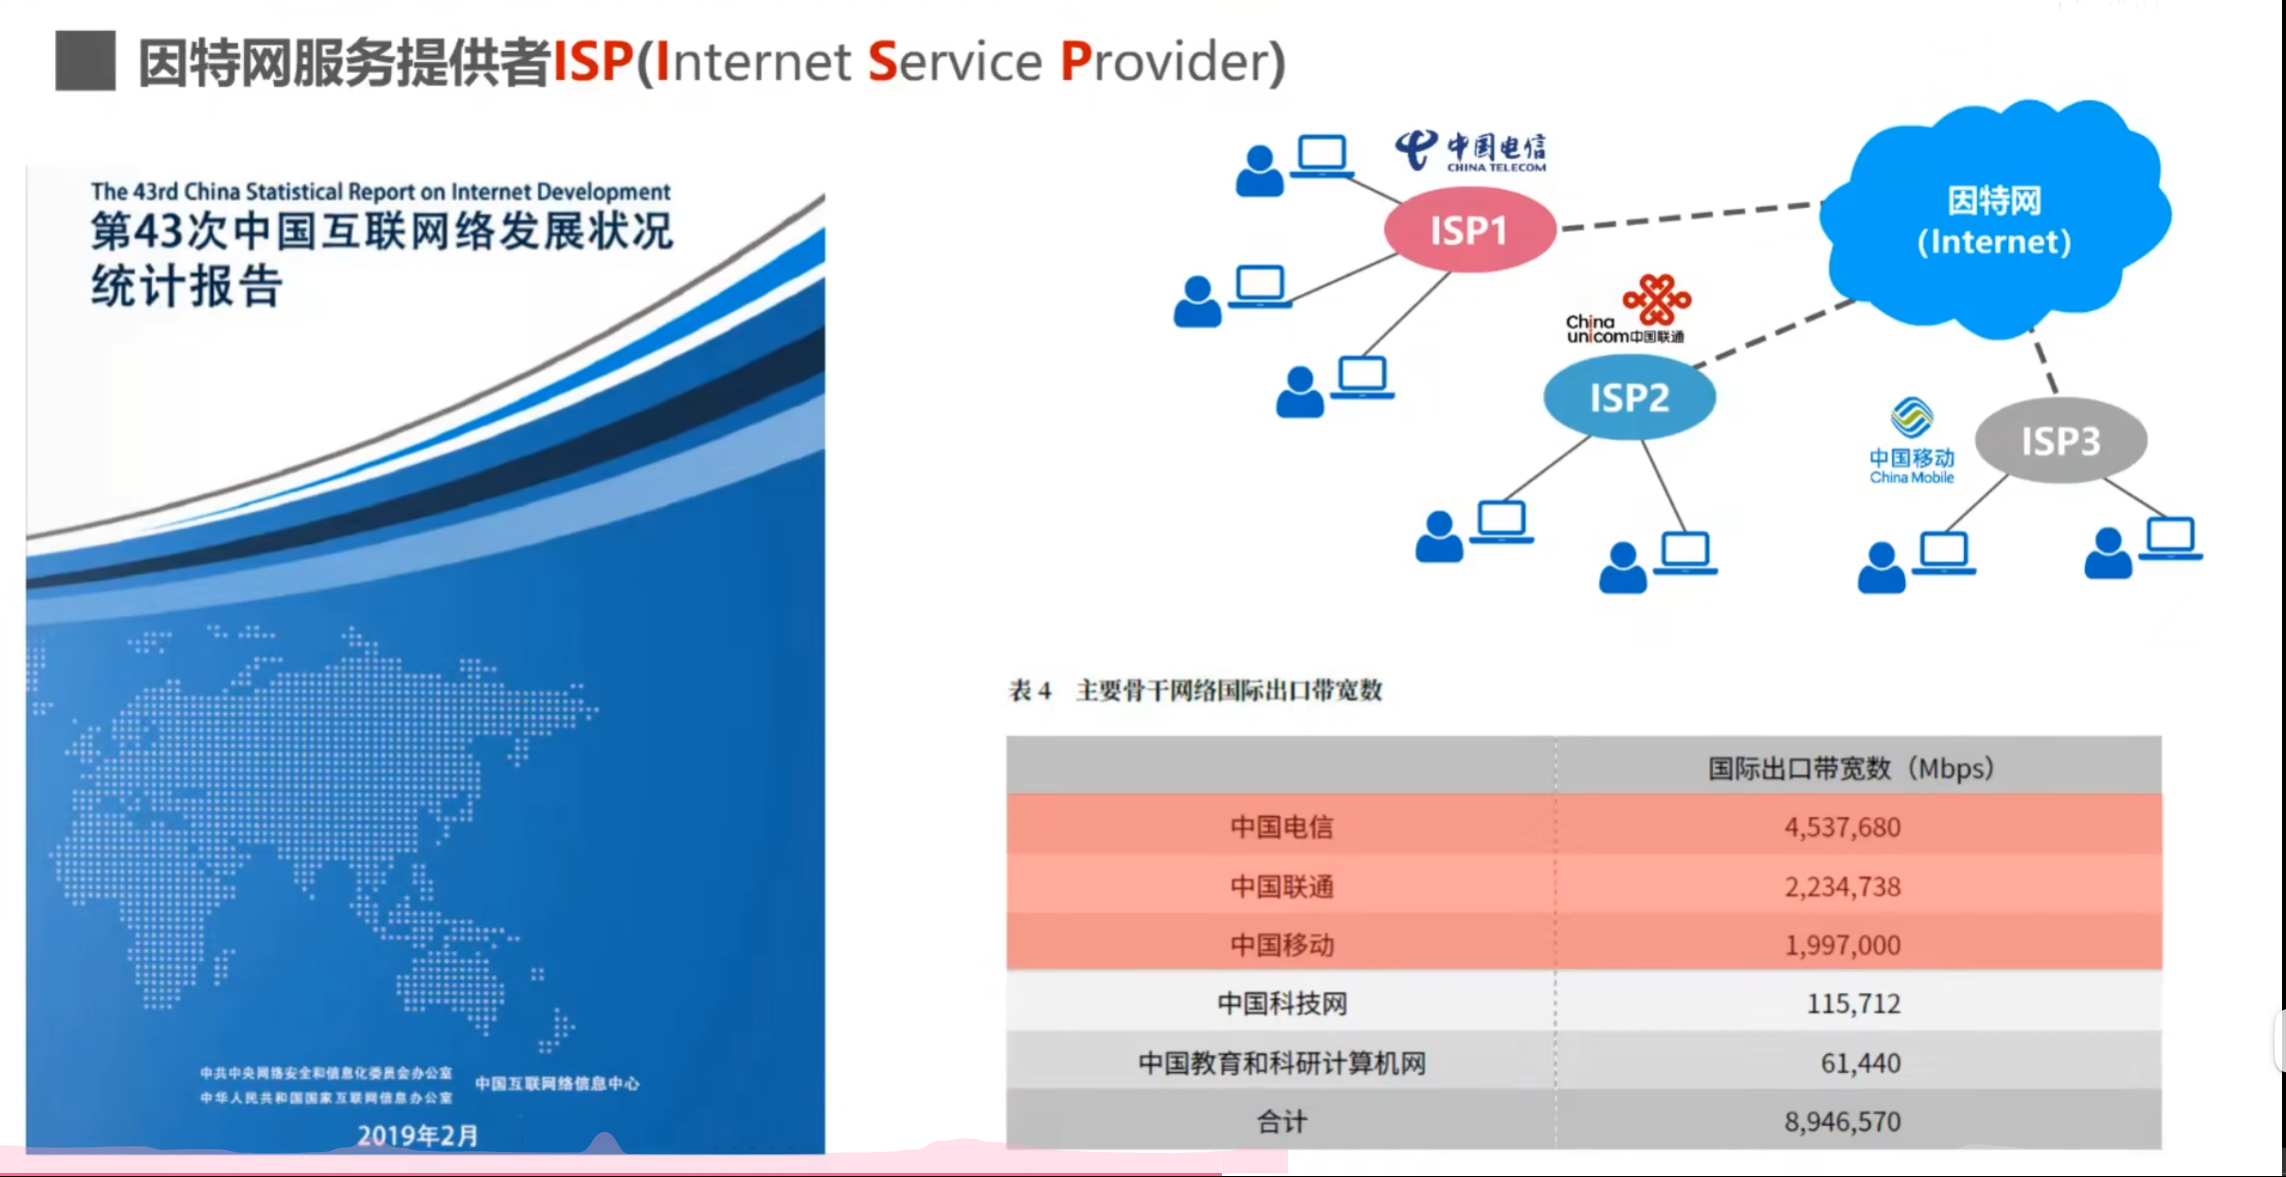 因特网服务提供者ISP(Internet Service Provider)
The 43rd China Statistical Report on Internet Development
第43次中国互联网络发展状况
统计报告
中共中央网络安全和信息化委员会办公室
中华人民共和国国家互联网信息办公室
中国互联网络信息中心
2019年2月
中国电信
CHINA TELECOM
ISP1
因特网
(Internet)
China
unicom中国联通
ISP2
中国移动
China Mobile
ISP3
表 4 主要骨干网络国际出口带宽数
国际出口带宽数（Mbps）
中国电信 4,537,680
中国联通 2,234,738
中国移动 1,997,000
中国科技网 115,712
中国教育和科研计算机网 61,440
合计 8,946,570